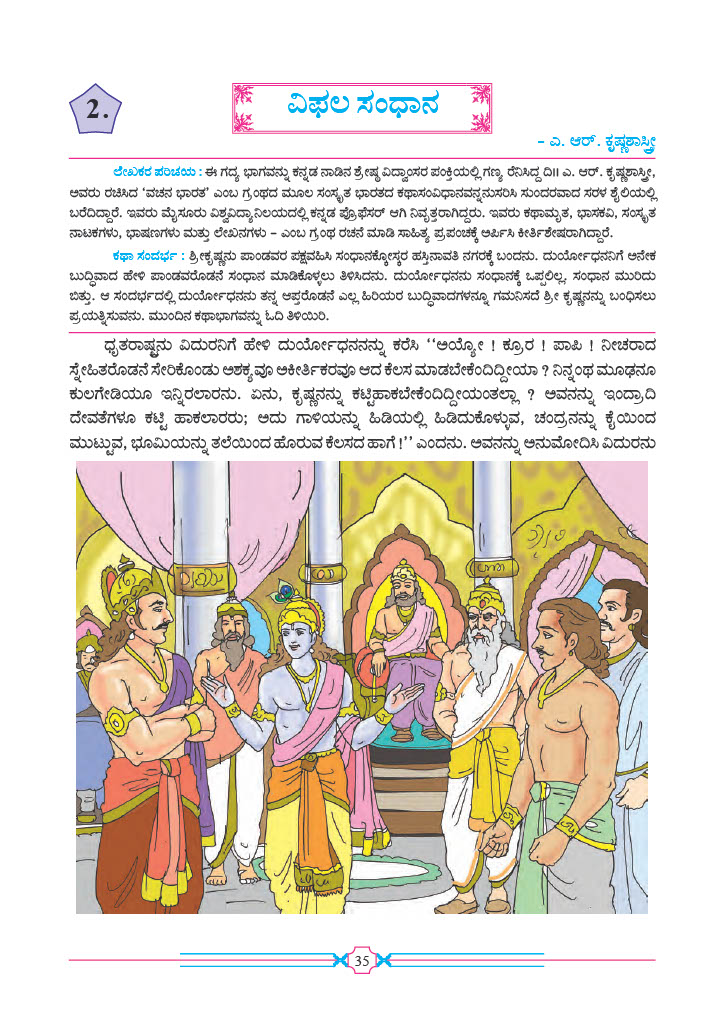 2.
ವಿಫಲ ಸಂಧಾನ
– ಎ. ಆರ್. ಕೃಷ್ಣಶಾಸ್ತ್ರೀ
ಲೇಖಕರ ಪರಿಚಯ : ಈ ಗದ್ಯ ಭಾಗವನ್ನು ಕನ್ನಡ ನಾಡಿನ ಶ್ರೇಷ್ಠ ವಿದ್ವಾಂಸರ ಪಂಕ್ತಿಯಲ್ಲಿ ಗಣ್ಯ ರೆನಿಸಿದ್ದ ದಿ॥ ಎ. ಆರ್. ಕೃಷ್ಣಶಾಸ್ತ್ರೀ,
ಅವರು ರಚಿಸಿದ ‘ವಚನ ಭಾರತ’ ಎಂಬ ಗ್ರಂಥದ ಮೂಲ ಸಂಸ್ಕೃತ ಭಾರತದ ಕಥಾಸಂವಿಧಾನವನ್ನನುಸರಿಸಿ ಸುಂದರವಾದ ಸರಳ ಶೈಲಿಯಲ್ಲಿ
ಬರೆದಿದ್ದಾರೆ. ಇವರು ಮೈಸೂರು ವಿಶ್ವವಿದ್ಯಾನಿಲಯದಲ್ಲಿ ಕನ್ನಡ ಪ್ರೊಫೆಸರ್ ಆಗಿ ನಿವೃತ್ತರಾಗಿದ್ದರು. ಇವರು ಕಥಾಮೃತ, ಭಾಸಕವಿ, ಸಂಸ್ಕೃತ
ನಾಟಕಗಳು, ಭಾಷಣಗಳು ಮತ್ತು ಲೇಖನಗಳು – ಎಂಬ ಗ್ರಂಥ ರಚನೆ ಮಾಡಿ ಸಾಹಿತ್ಯ ಪ್ರಪಂಚಕ್ಕೆ ಅರ್ಪಿಸಿ ಕೀರ್ತಿಶೇಷರಾಗಿದ್ದಾರೆ.
ಕಥಾ ಸಂದರ್ಭ : ಶ್ರೀಕೃಷ್ಣನು ಪಾಂಡವರ ಪಕ್ಷವಹಿಸಿ ಸಂಧಾನಕ್ಕೋಸ್ಕರ ಹಸ್ತಿನಾವತಿ ನಗರಕ್ಕೆ ಬಂದನು. ದುರ್ಯೋಧನನಿಗೆ ಅನೇಕ
ಬುದ್ಧಿವಾದ ಹೇಳಿ ಪಾಂಡವರೊಡನೆ ಸಂಧಾನ ಮಾಡಿಕೊಳ್ಳಲು ತಿಳಿಸಿದನು. ದುರ್ಯೋಧನನು ಸಂಧಾನಕ್ಕೆ ಒಪ್ಪಲಿಲ್ಲ. ಸಂಧಾನ ಮುರಿದು
ಬಿತ್ತು. ಆ ಸಂದರ್ಭದಲ್ಲಿ ದುರ್ಯೋಧನನು ತನ್ನ ಆಪ್ತರೊಡನೆ ಎಲ್ಲ ಹಿರಿಯರ ಬುದ್ಧಿವಾದಗಳನ್ನೂ ಗಮನಿಸದೆ ಶ್ರೀ ಕೃಷ್ಣನನ್ನು ಬಂಧಿಸಲು
ಪ್ರಯತ್ನಿಸುವನು. ಮುಂದಿನ ಕಥಾಭಾಗವನ್ನು ಓದಿ ತಿಳಿಯಿರಿ.
ಧೃತರಾಷ್ಟ್ರನು ವಿದುರನಿಗೆ ಹೇಳಿ ದುರ್ಯೋಧನನನ್ನು ಕರೆಸಿ ‘‘ಅಯ್ಯೋ ! ಕ್ರೂರ ! ಪಾಪಿ ! ನೀಚರಾದ
ಸ್ನೇಹಿತರೊಡನೆ ಸೇರಿಕೊಂಡು ಅಶಕ್ಯವೂ ಅಕೀರ್ತಿಕರವೂ ಆದ ಕೆಲಸ ಮಾಡಬೇಕೆಂದಿದ್ದೀಯಾ ? ನಿನ್ನಂಥ ಮೂಢನೂ
ಕುಲಗೇಡಿಯೂ ಇನ್ನಿರಲಾರನು. ಏನು, ಕೃಷ್ಣನನ್ನು ಕಟ್ಟಿಹಾಕಬೇಕೆಂದಿದ್ದೀಯಂತಲ್ಲಾ ? ಅವನನ್ನು ಇಂದ್ರಾದಿ
ದೇವತೆಗಳೂ ಕಟ್ಟಿ ಹಾಕಲಾರರು; ಅದು ಗಾಳಿಯನ್ನು ಹಿಡಿಯಲ್ಲಿ ಹಿಡಿದುಕೊಳ್ಳುವ, ಚಂದ್ರನನ್ನು ಕೈಯಿಂದ
ಮುಟ್ಟುವ, ಭೂಮಿಯನ್ನು ತಲೆಯಿಂದ ಹೊರುವ ಕೆಲಸದ ಹಾಗೆ !’’ ಎಂದನು. ಅವನನ್ನು ಅನುಮೋದಿಸಿ ವಿದುರನು
35